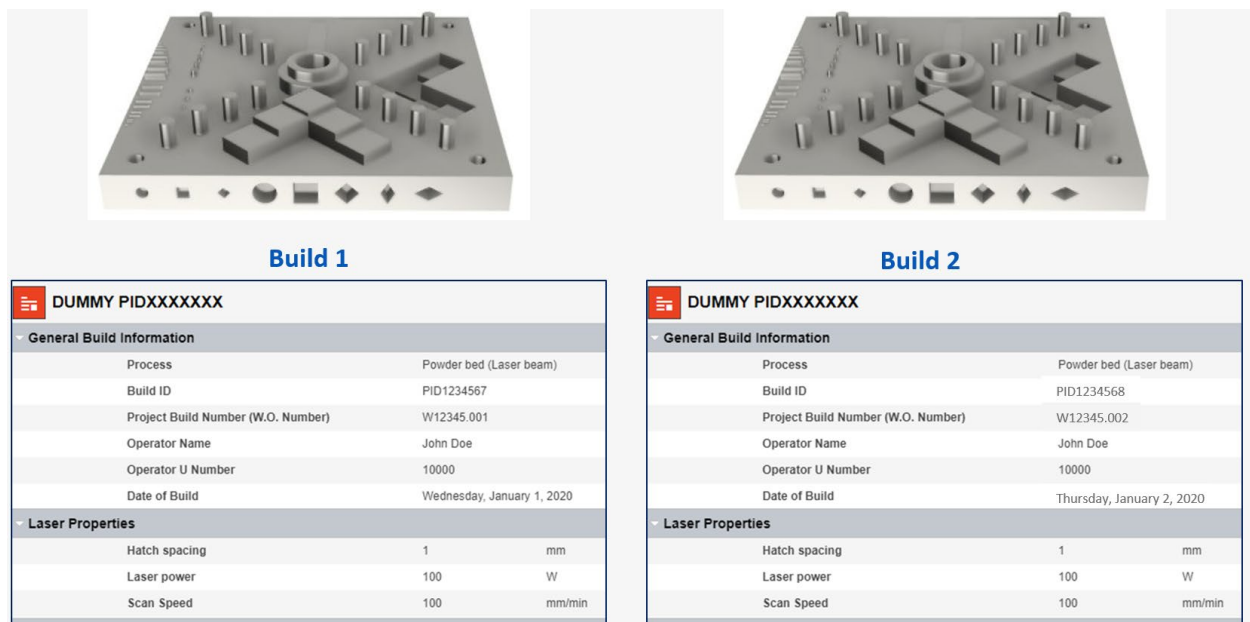 Build 1
DUMMY PIDXXXXXXX
General Build Information
Process Powder bed (Laser beam)
Build ID PID1234567
Project Build Number (W.O. Number) W12345.001
Operator Name John Doe
Operator U Number 10000
Date of Build Wednesday, January 1, 2020
Laser Properties
Hatch spacing 1 mm
Laser power 100 W
Scan Speed 100 mm/min
Build 2
DUMMY PIDXXXXXXX
General Build Information
Process Powder bed (Laser beam)
Build ID PID1234568
Project Build Number (W.O. Number) W12345.002
Operator Name John Doe
Operator U Number 10000
Date of Build Thursday, January 2, 2020
Laser Properties
Hatch spacing 1 mm
Laser power 100 W
Scan Speed 100 mm/min